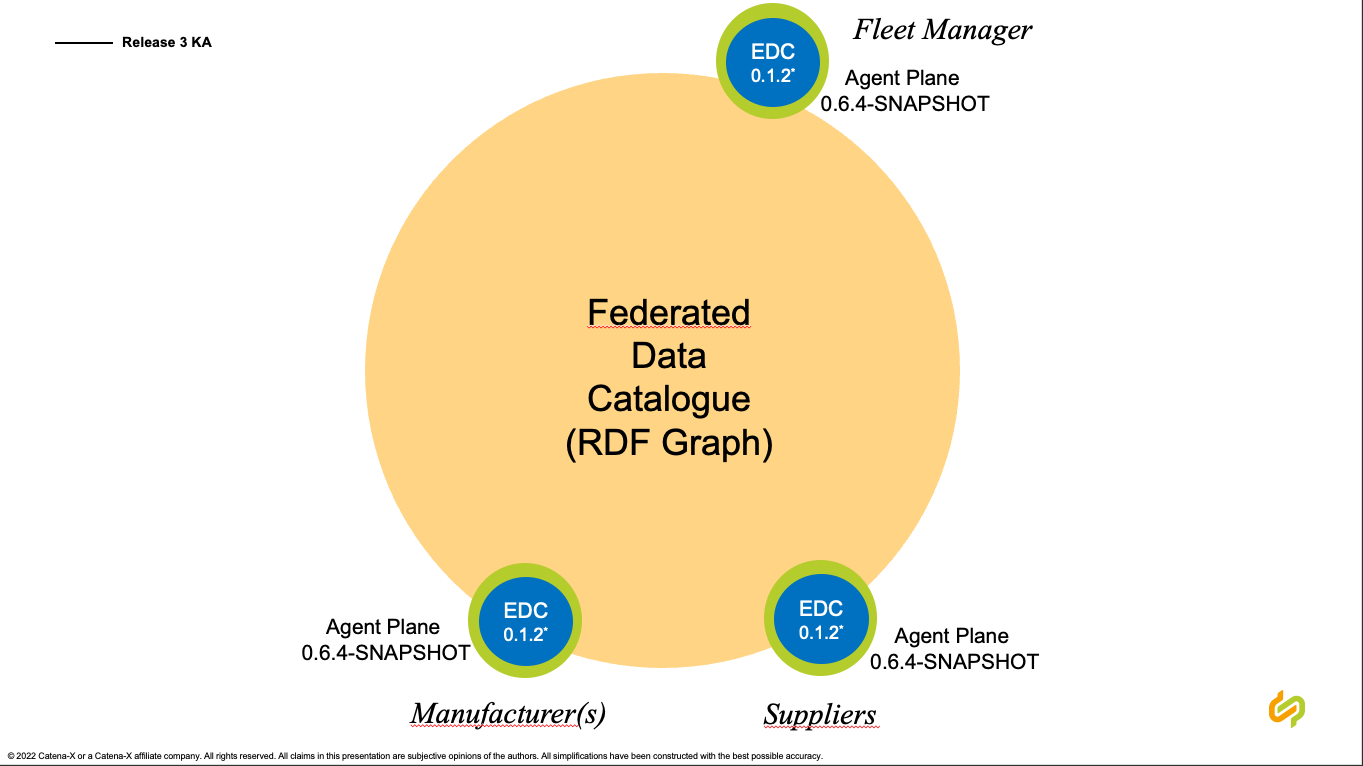 Release 3 KA
Fleet Manager
EDC
0.1.2*
Agent Plane
0.6.4-SNAPSHOT
Federated
Data
Catalogue
(RDF Graph)
Agent Plane
0.6.4-SNAPSHOT
EDC
0.1.2*
EDC
0.1.2*
Agent Plane
0.6.4-SNAPSHOT
Manufacturer(s)
Suppliers
© 2022 Catena-X or a Catena-X affiliate company. All rights reserved. All claims in this presentation are subjective opinions of the authors. All simplifications have been constructed with the best possible accuracy.